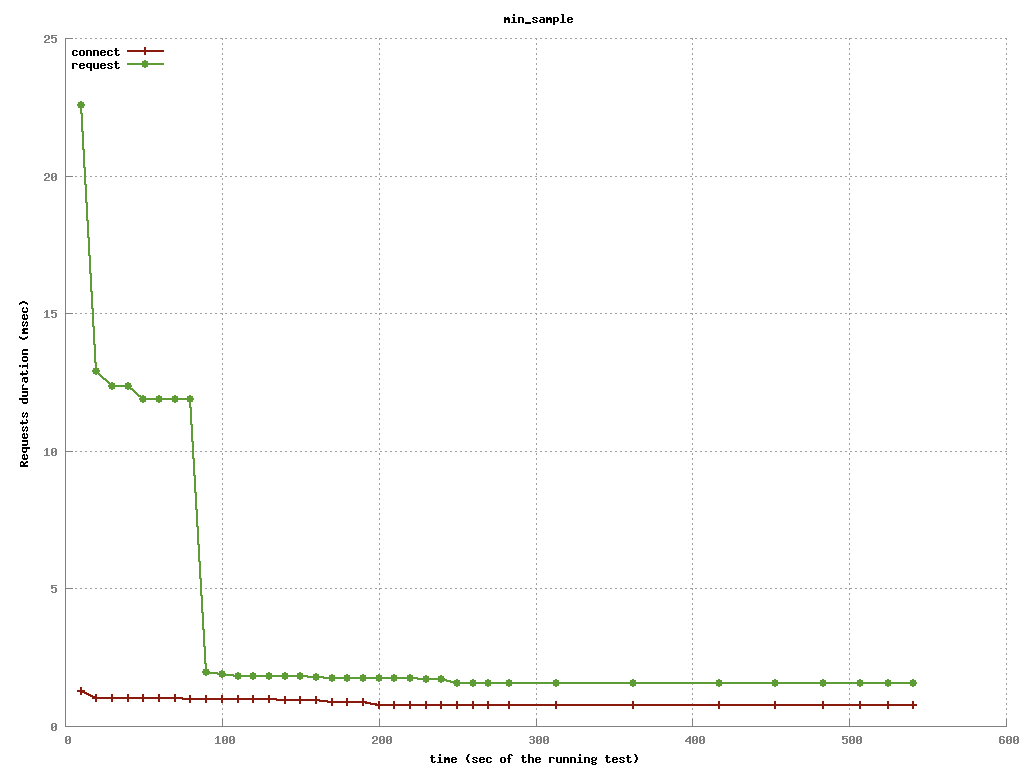 min_sample
25
connect
request
20
15
Requests duration (msec)
10
5
0
0 100 200 300 400 500 600
time (sec of the running test)